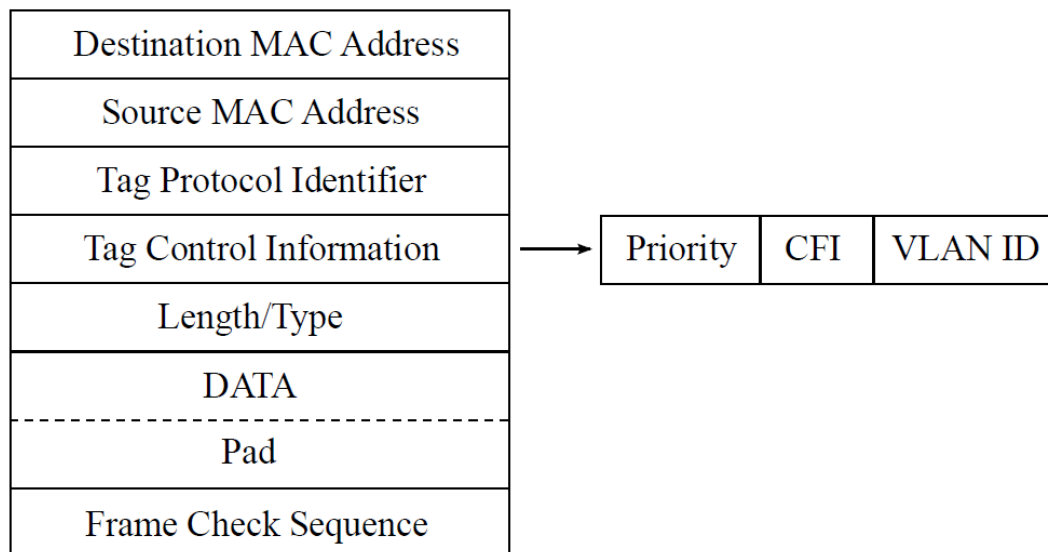 Destination MAC Address
Source MAC Address
Tag Protocol Identifier
Tag Control Information
Priority
CFI
VLAN ID
Length/Type
DATA
Pad
Frame Check Sequence